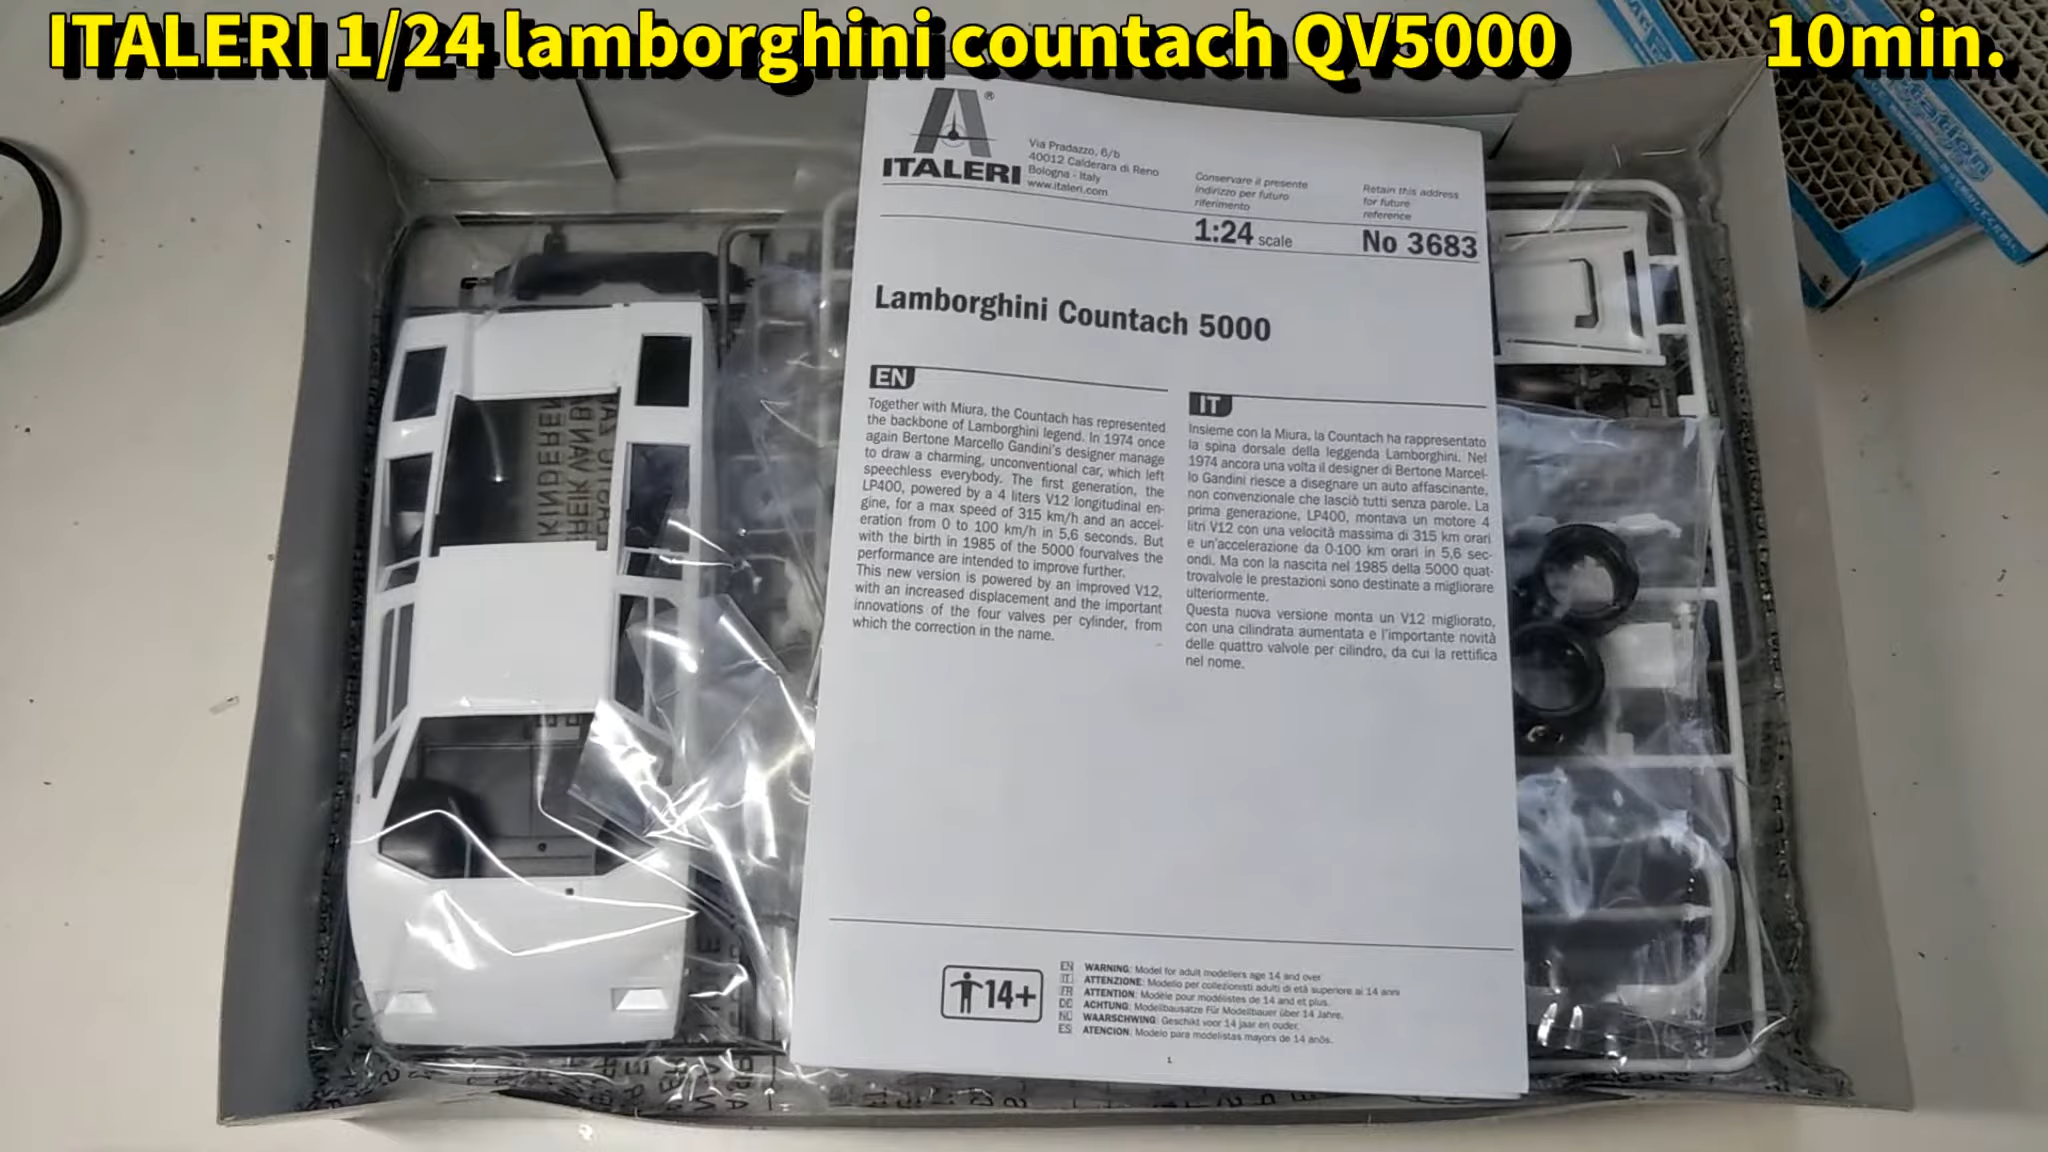 ITALERI 1/24 lamborghini countach QV5000
10min.
ITALERI
Via Pradazzo, 6/b
40012 Calderara di Reno
Bologna - Italy
www.italeri.com
Conservare il presente
indirizzo per futuro
riferimento
Retain this address
for future
reference
1:24 scale
No 3683
Lamborghini Countach 5000
EN
Together with Miura, the Countach has represented
the backbone of Lamborghini legend. In 1974 once
again Bertone Marcello Gandini's designer manage
to draw a charming, unconventional car, which left
speechless everybody. The first generation, the
LP400, powered by a 4 liters V12 longitudinal en-
gine, for a max speed of 315 km/h and an accel-
eration from 0 to 100 km/h in 5,6 seconds. But
with the birth in 1985 of the 5000 fourvalves the
performance are intended to improve further.
This new version is powered by an improved V12,
with an increased displacement and the important
innovations of the four valves per cylinder, from
which the correction in the name.
IT
Insieme con la Miura, la Countach ha rappresentato
la spina dorsale della leggenda Lamborghini. Nel
1974 ancora una volta il designer di Bertone Marcel-
lo Gandini riesce a disegnare un auto affascinante,
non convenzionale che lasciò tutti senza parole. La
prima generazione, LP400, montava un motore 4
litri V12 con una velocità massima di 315 km orari
e un'accelerazione da 0-100 km orari in 5,6 sec-
ondi. Ma con la nascita nel 1985 della 5000 quat-
trovalvole le prestazioni sono destinate a migliorare
ulteriormente.
Questa nuova versione monta un V12 migliorato,
con una cilindrata aumentata e l'importante novità
delle quattro valvole per cilindro, da cui la rettifica
nel nome.
14+
EN WARNING: Model for adult modellers age 14 and over
IT ATTENZIONE: Modello per collezionisti adulti di età superiore ai 14 anni
FR ATTENTION: Modèle pour modélistes de 14 and et plus.
DE ACHTUNG: Modellbausätze Für Modellbauer über 14 Jahre.
NL WAARSCHWING: Geschikt voor 14 jaar en ouder.
ES ATENCION: Modelo para modelistas mayors de 14 anós.
1